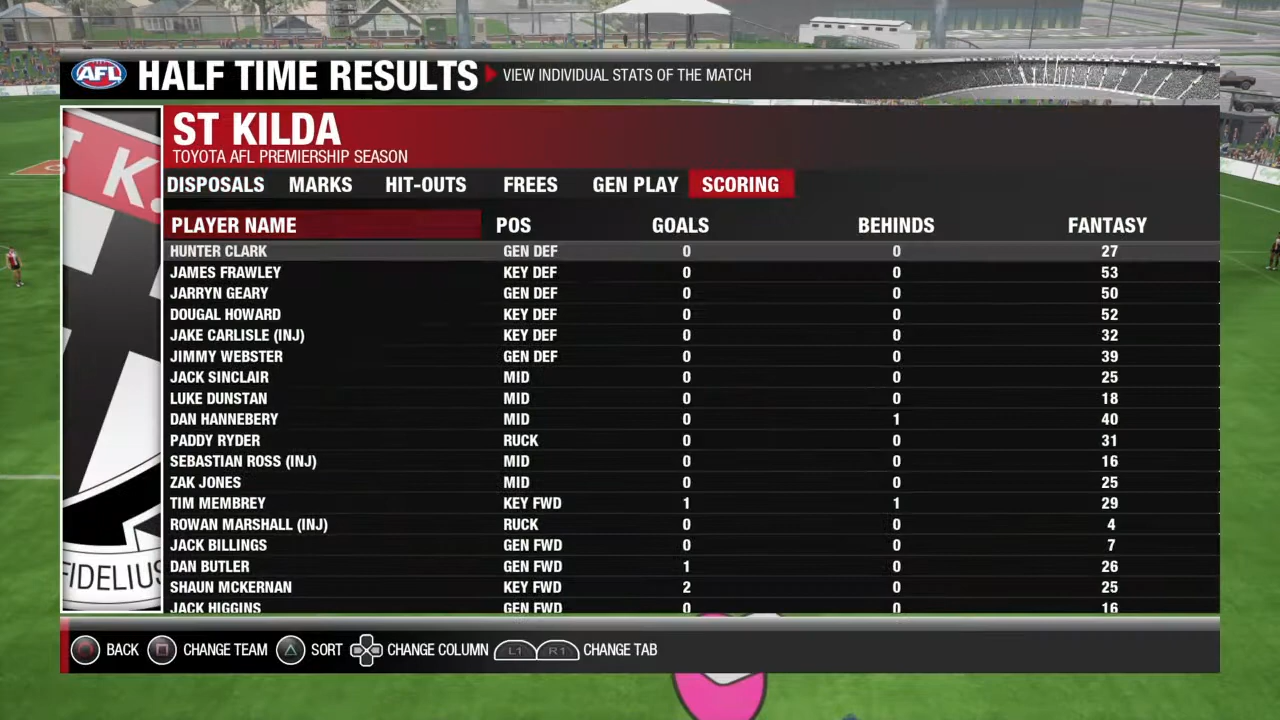 AFL HALF TIME RESULTS VIEW INDIVIDUAL STATS OF THE MATCH
ST KILDA
TOYOTA AFL PREMIERSHIP SEASON
DISPOSALS MARKS HIT-OUTS FREES GEN PLAY SCORING
PLAYER NAME POS GOALS BEHINDS FANTASY
HUNTER CLARK GEN DEF 0 0 27
JAMES FRAWLEY KEY DEF 0 0 53
JARRYN GEARY GEN DEF 0 0 50
DOUGAL HOWARD KEY DEF 0 0 52
JAKE CARLISLE (INJ) KEY DEF 0 0 32
JIMMY WEBSTER GEN DEF 0 0 39
JACK SINCLAIR MID 0 0 25
LUKE DUNSTAN MID 0 0 18
DAN HANNEBERY MID 0 1 40
PADDY RYDER RUCK 0 0 31
SEBASTIAN ROSS (INJ) MID 0 0 16
ZAK JONES MID 0 0 25
TIM MEMBREY KEY FWD 1 1 29
ROWAN MARSHALL (INJ) RUCK 0 0 4
JACK BILLINGS GEN FWD 0 0 7
DAN BUTLER GEN FWD 1 0 26
SHAUN MCKERNAN KEY FWD 2 0 25
JACK HIGGINS GEN FWD 0 0 16
T K.
FIDELIUS
BACK CHANGE TEAM SORT CHANGE COLUMN L1 R1 CHANGE TAB